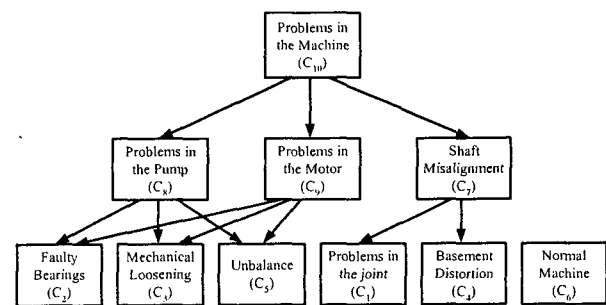 Problems in
the Machine
(C₁₀)
Problems in
the Pump
(C₈)
Problems in
the Motor
(C₉)
Shaft
Misalignment
(C₇)
Faulty
Bearings
(C₂)
Mechanical
Loosening
(C₃)
Unbalance
(C₅)
Problems in
the joint
(C₁)
Basement
Distortion
(C₄)
Normal
Machine
(C₆)